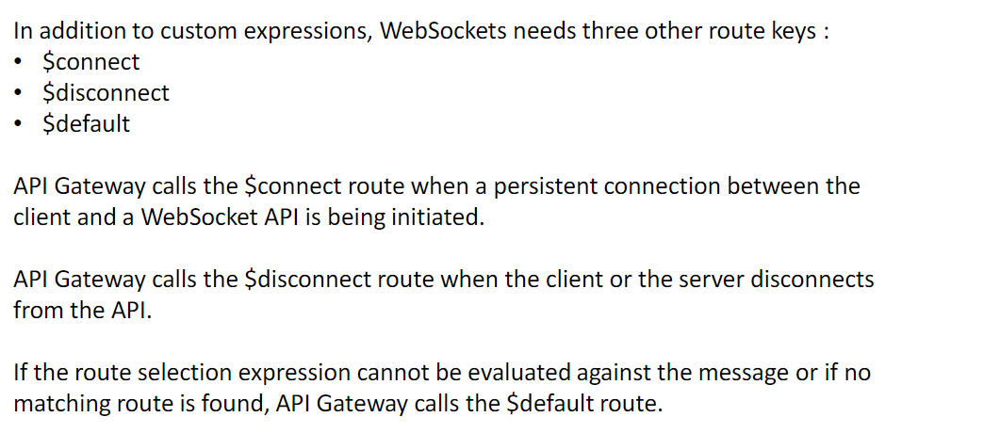 In addition to custom expressions, WebSockets needs three other route keys :
• $connect
• $disconnect
• $default
API Gateway calls the $connect route when a persistent connection between the
client and a WebSocket API is being initiated.
API Gateway calls the $disconnect route when the client or the server disconnects
from the API.
If the route selection expression cannot be evaluated against the message or if no
matching route is found, API Gateway calls the $default route.